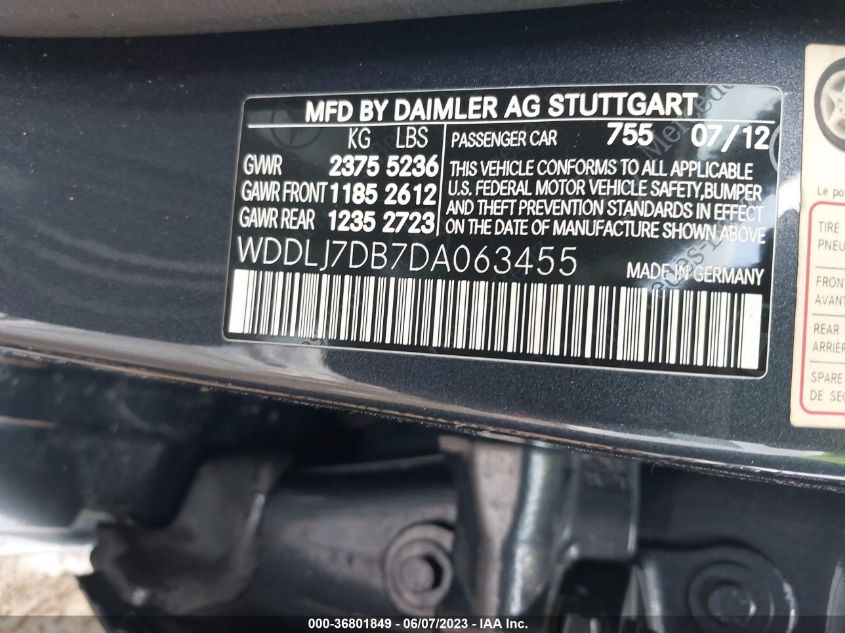 MFD BY DAIMLER AG STUTTGART
KG LBS PASSENGER CAR 755 07/12
GVWR 2375 5236
GAWR FRONT 1185 2612
GAWR REAR 1235 2723
THIS VEHICLE CONFORMS TO ALL APPLICABLE
U.S. FEDERAL MOTOR VEHICLE SAFETY,BUMPER
AND THEFT PREVENTION STANDARDS IN EFFECT
ON THE DATE OF MANUFACTURE SHOWN ABOVE
WDDLJ7DB7DA063455 MADE IN GERMANY
Le po
TIRE
PNEU
FRONT
AVANT
REAR
ARRIÈR
SPARE
DE SEC
000-36801849 - 06/07/2023 - IAA Inc.